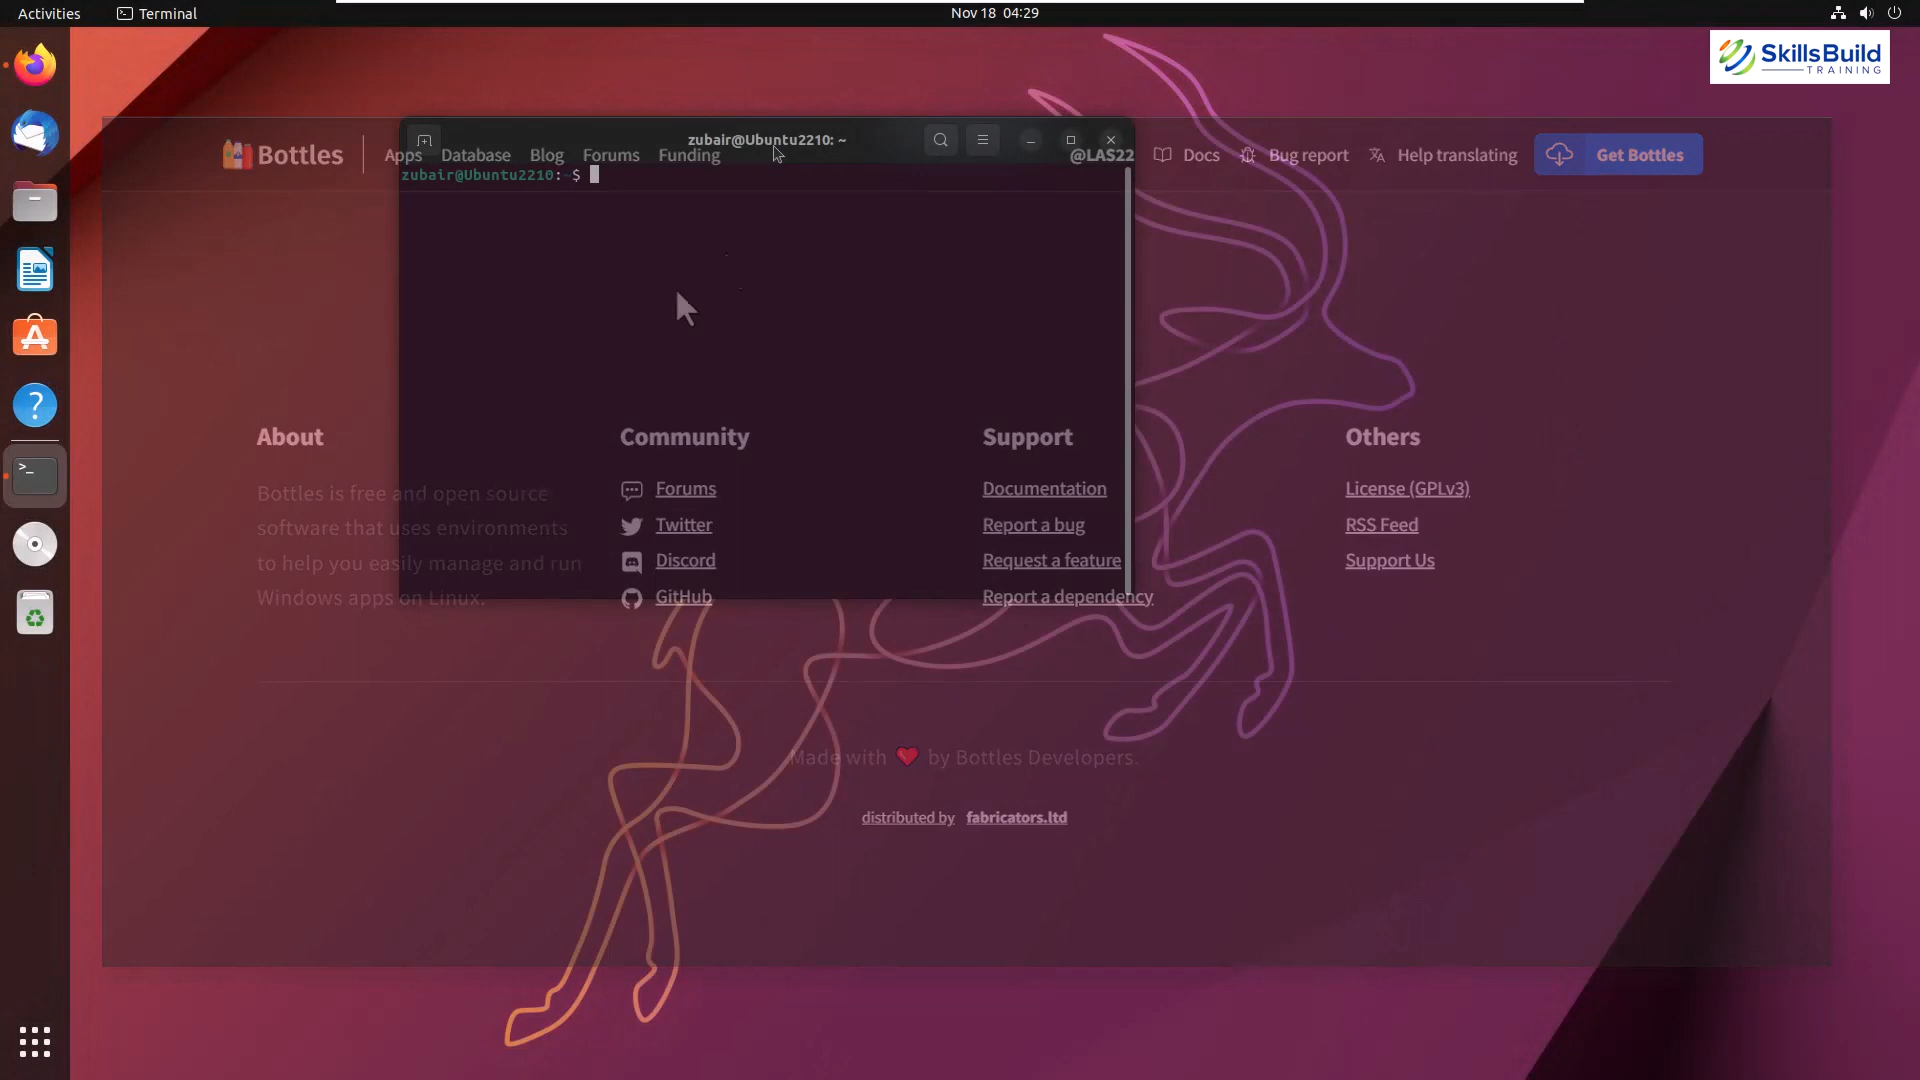 Activities
Terminal
Nov 18 04:29
SkillsBuild
TRAINING
zubair@Ubuntu2210: ~
Bottles
Apps
Database
Blog
Forums
Funding
@LAS22
Docs
Bug report
Help translating
Get Bottles
zubair@Ubuntu2210:~$
About
Community
Support
Others
Bottles is free and open source
software that uses environments
to help you easily manage and run
Windows apps on Linux.
Forums
Twitter
Discord
GitHub
Documentation
Report a bug
Request a feature
Report a dependency
License (GPLv3)
RSS Feed
Support Us
Made with ❤ by Bottles Developers.
distributed by fabricators.ltd